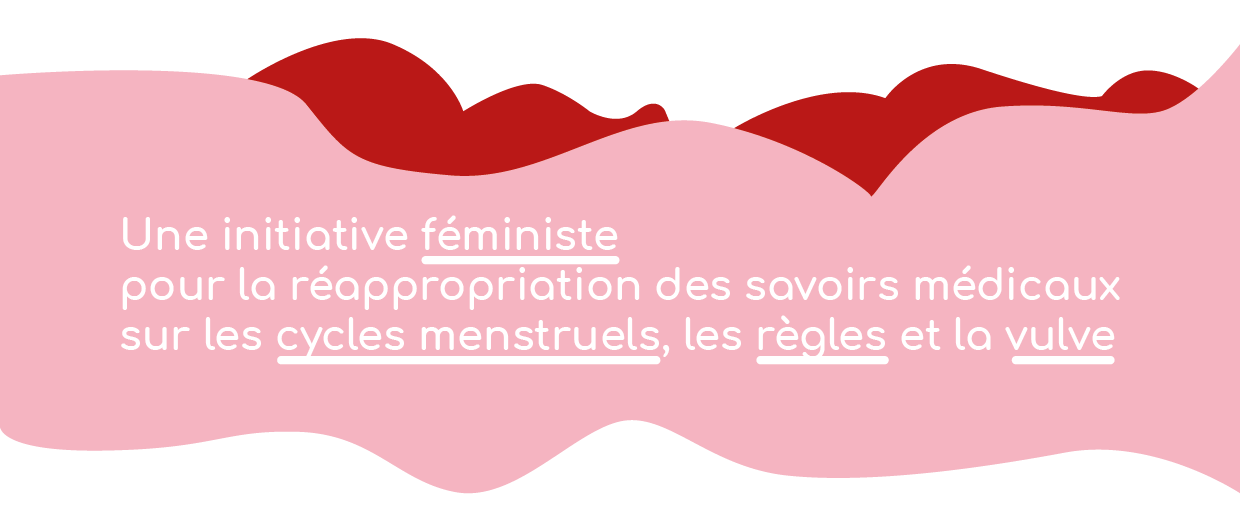 Une initiative féministe
pour la réappropriation des savoirs médicaux
sur les cycles menstruels, les règles et la vulve